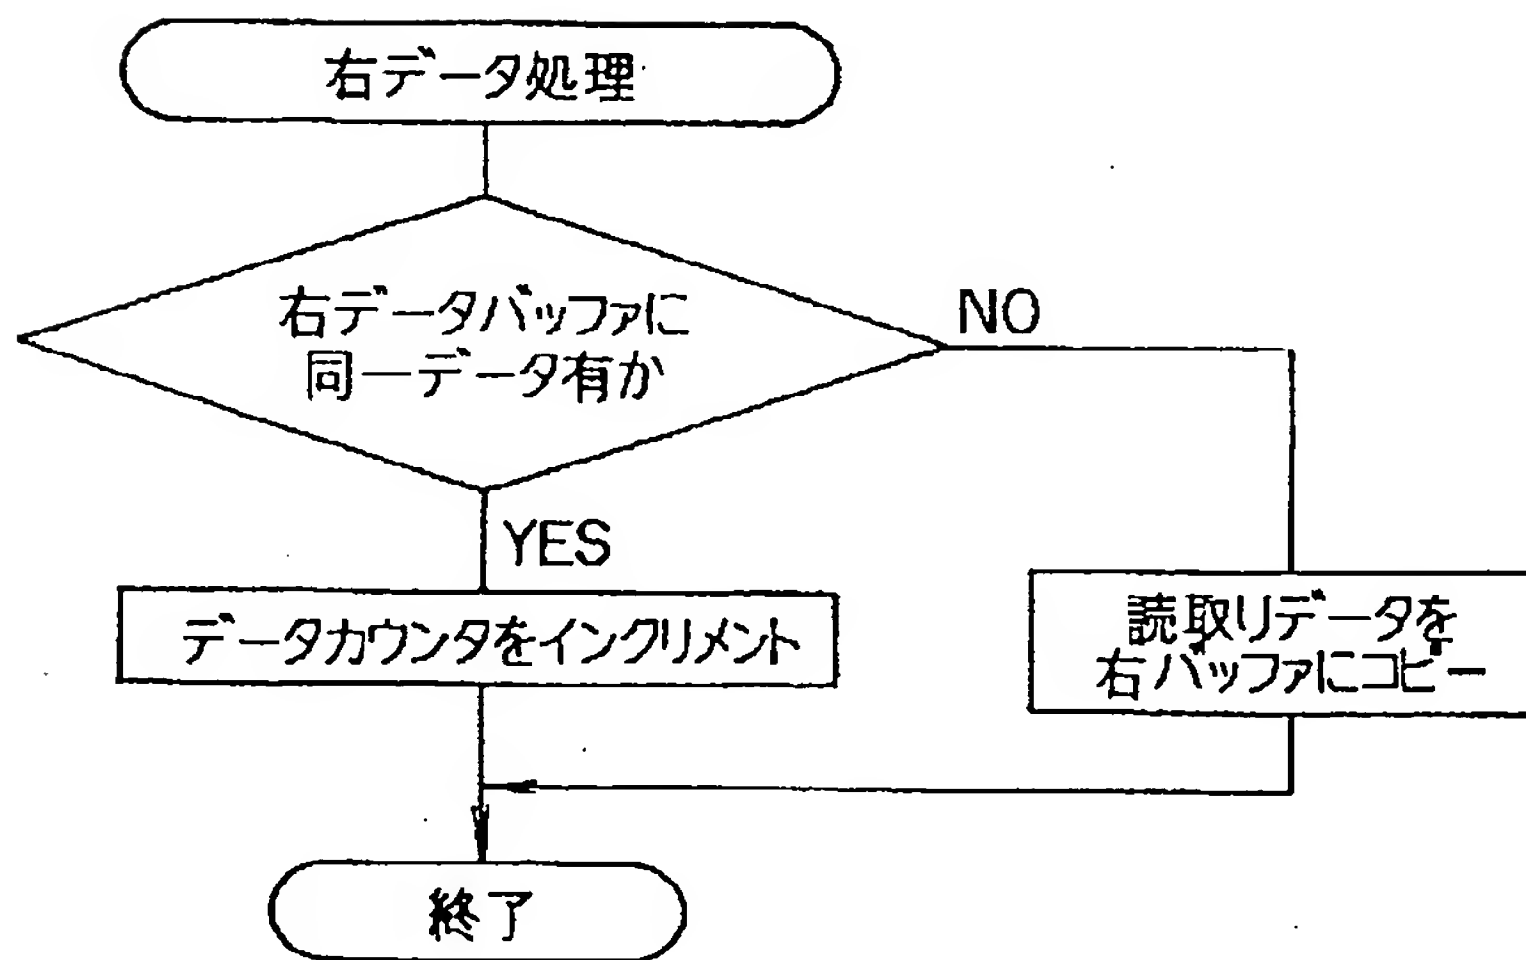 右データ処理
右データバッファに
同一データ有か
NO
YES
データカウンタをインクリメント
読取りデータを
右バッファにコピー
終了